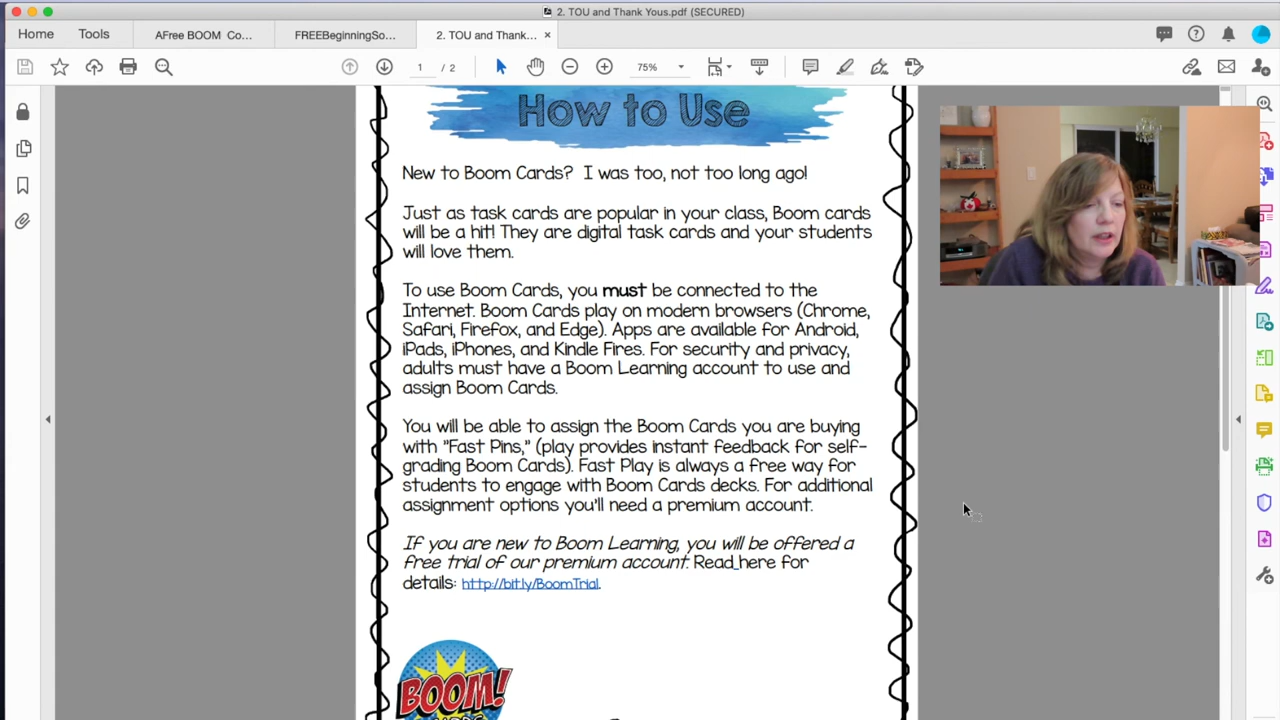 2. TOU and Thank Yous.pdf (SECURED)
Home Tools AFree BOOM Co... FREEBeginningSo... 2. TOU and Thank... ×
1 / 2 75%
How to Use
New to Boom Cards? I was too, not too long ago!
Just as task cards are popular in your class, Boom cards
will be a hit! They are digital task cards and your students
will love them.
To use Boom Cards, you must be connected to the
Internet. Boom Cards play on modern browsers (Chrome,
Safari, Firefox, and Edge). Apps are available for Android,
iPads, iPhones, and Kindle Fires. For security and privacy,
adults must have a Boom Learning account to use and
assign Boom Cards.
You will be able to assign the Boom Cards you are buying
with "Fast Pins," (play provides instant feedback for self-
grading Boom Cards). Fast Play is always a free way for
students to engage with Boom Cards decks. For additional
assignment options you'll need a premium account.
If you are new to Boom Learning, you will be offered a
free trial of our premium account. Read here for
details: http://bit.ly/BoomTrial.
BOOM!